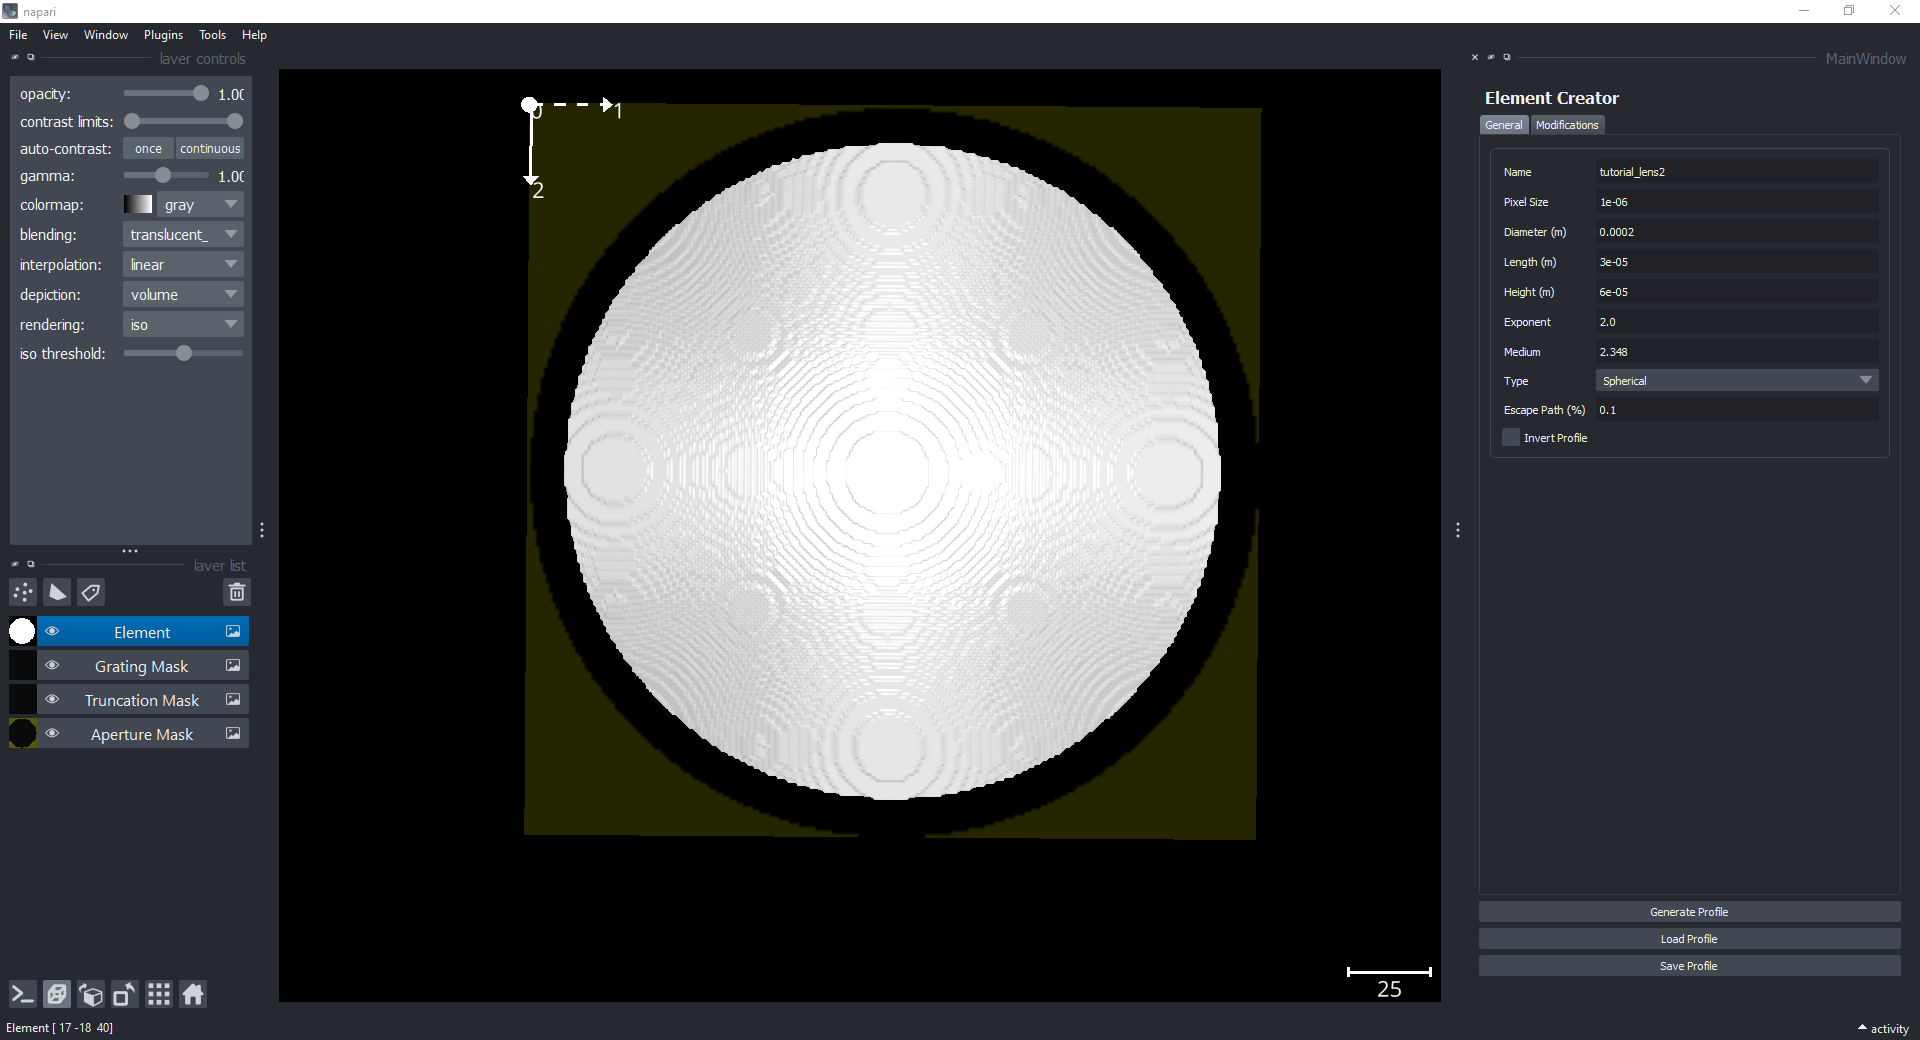 napari
File View Window Plugins Tools Help
layer controls
opacity: 1.00
contrast limits:
auto-contrast: once continuous
gamma: 1.00
colormap: gray
blending: translucent_
interpolation: linear
depiction: volume
rendering: iso
iso threshold:
layer list
Element
Grating Mask
Truncation Mask
Aperture Mask
Element [ 17 -18 40]
0
1
2
25
MainWindow
Element Creator
General Modifications
Name tutorial_lens2
Pixel Size 1e-06
Diameter (m) 0.0002
Length (m) 3e-05
Height (m) 6e-05
Exponent 2.0
Medium 2.348
Type Spherical
Escape Path (%) 0.1
Invert Profile
Generate Profile
Load Profile
Save Profile
activity